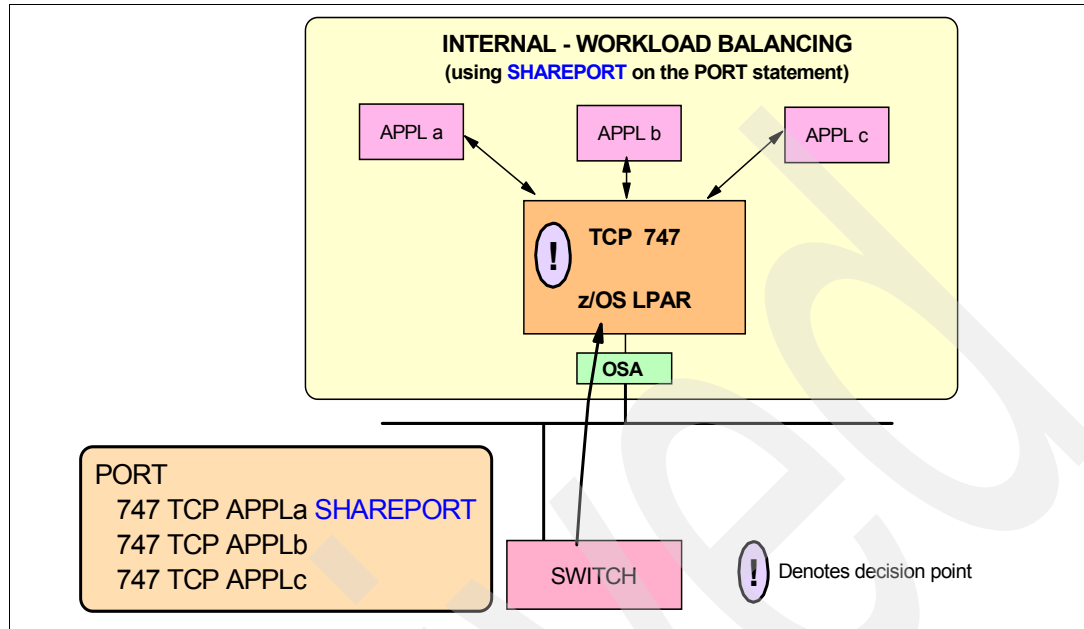 INTERNAL - WORKLOAD BALANCING
(using SHAREPORT on the PORT statement)
APPL a
APPL b
APPL c
!
TCP 747
z/OS LPAR
OSA
PORT
747 TCP APPLa SHAREPORT
747 TCP APPLb
747 TCP APPLc
SWITCH
!
Denotes decision point